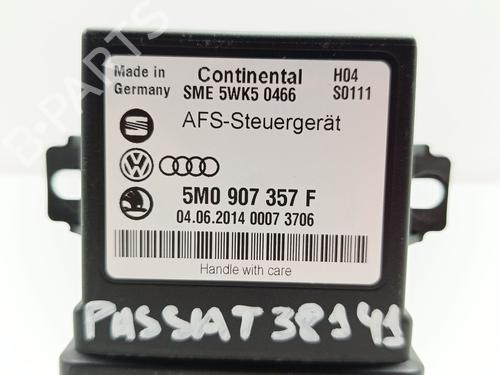 Made in
Germany
Continental
SME 5WK5 0466
H04
S0111
AFS-Steuergerät
5M0 907 357 F
04.06.2014 0007 3706
Handle with care
PASSAT 38141
B-PARTS